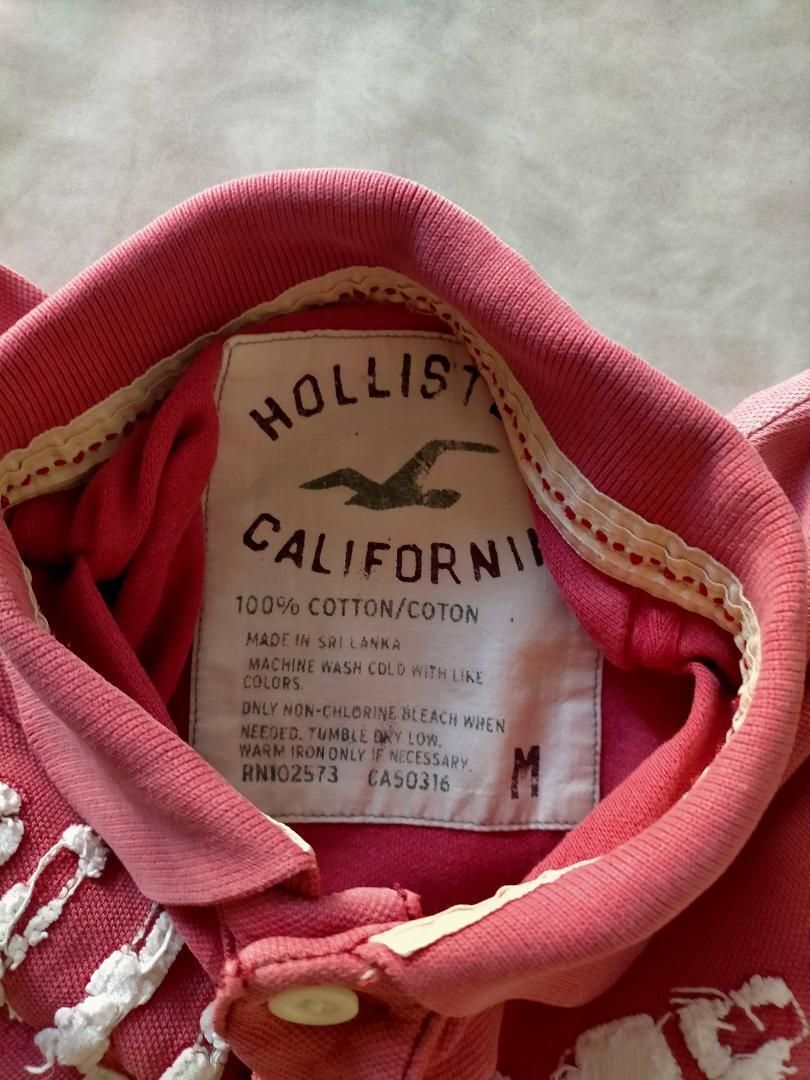 HOLLISTE
CALIFORNI
100% COTTON/COTON
MADE IN SRI LANKA
MACHINE WASH COLD WITH LIKE
COLORS.
ONLY NON-CHLORINE BLEACH WHEN
NEEDED. TUMBLE DRY LOW.
WARM IRON ONLY IF NECESSARY.
RN102573 CA50316
M